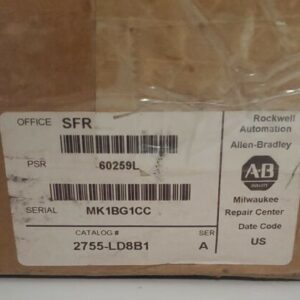 OFFICE SFR
PSR 60259L
SERIAL MK1BG1CC
CATALOG # SER
2755-LD8B1 A
Rockwell
Automation
Allen-Bradley
A-B
QUALITY
Milwaukee
Repair Center
Date Code
US